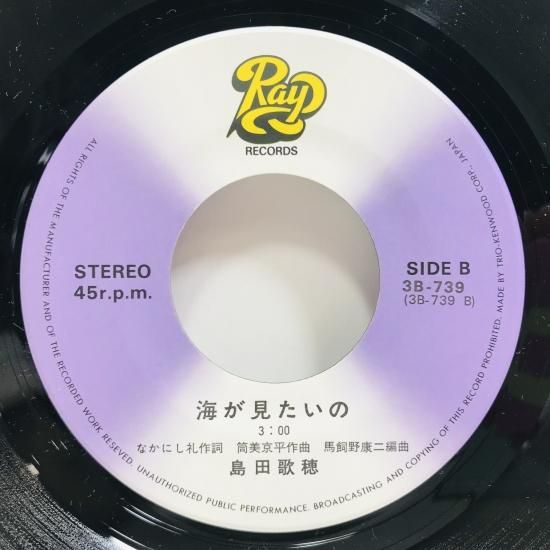 Ray
RECORDS
STEREO
45r.p.m.
SIDE B
3B-739
(3B-739 B)
海が見たいの
3:00
なかにし礼作詞 筒美京平作曲 馬飼野康二編曲
島田歌穂
ALL RIGHTS OF THE MANUFACTURER AND OF THE RECORDED WORK RESEVED. UNAUTHORIZED PUBLIC PERFORMANCE. BROADCASTING AND COPYING OF THIS RECORD PROHIBITED. MADE BY TRIO-KENWOOD CORP., JAPAN